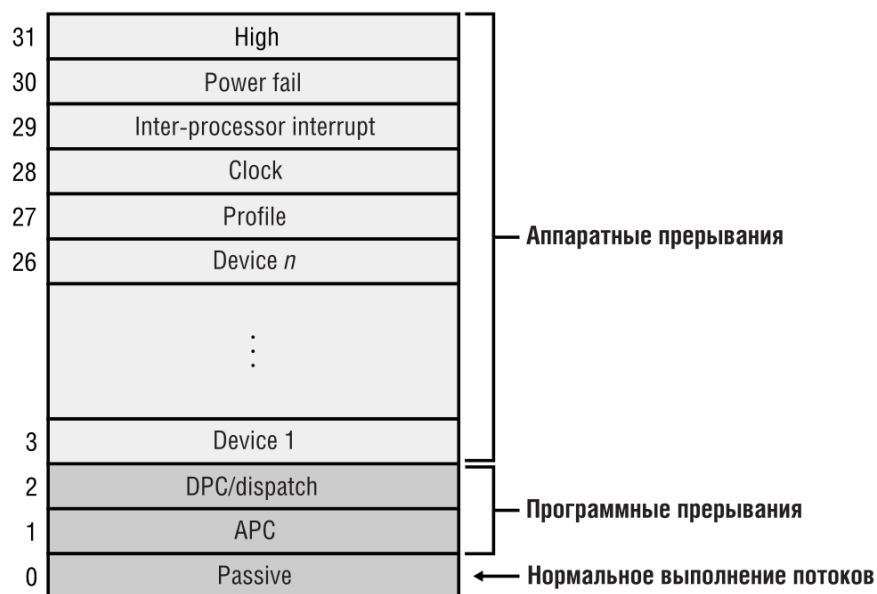 31 High
30 Power fail
29 Inter-processor interrupt
28 Clock
27 Profile
Аппаратные прерывания
26 Device n
⋮
3 Device 1
2 DPC/dispatch
Программные прерывания
1 APC
0 Passive Нормальное выполнение потоков